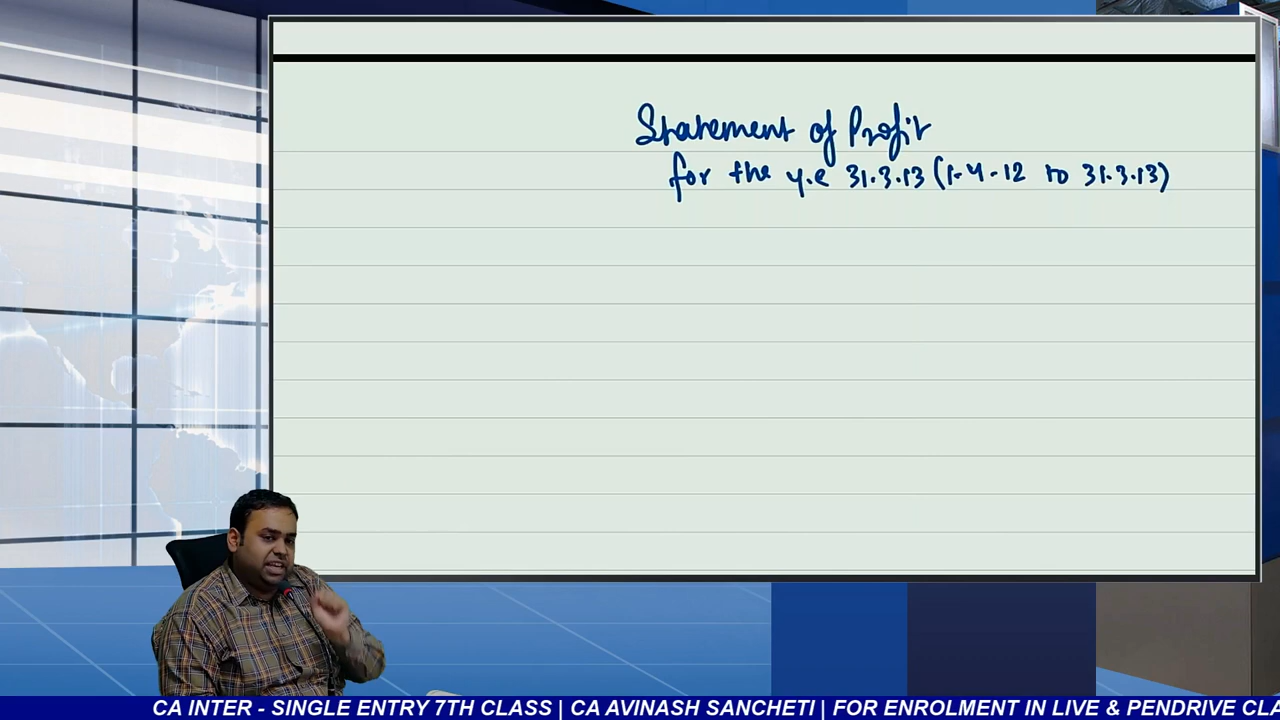 Statement of Profit
for the y.e 31.3.13 (1-4-12 to 31.3.13)
CA INTER - SINGLE ENTRY 7TH CLASS | CA AVINASH SANCHETI | FOR ENROLMENT IN LIVE & PENDRIVE CLA